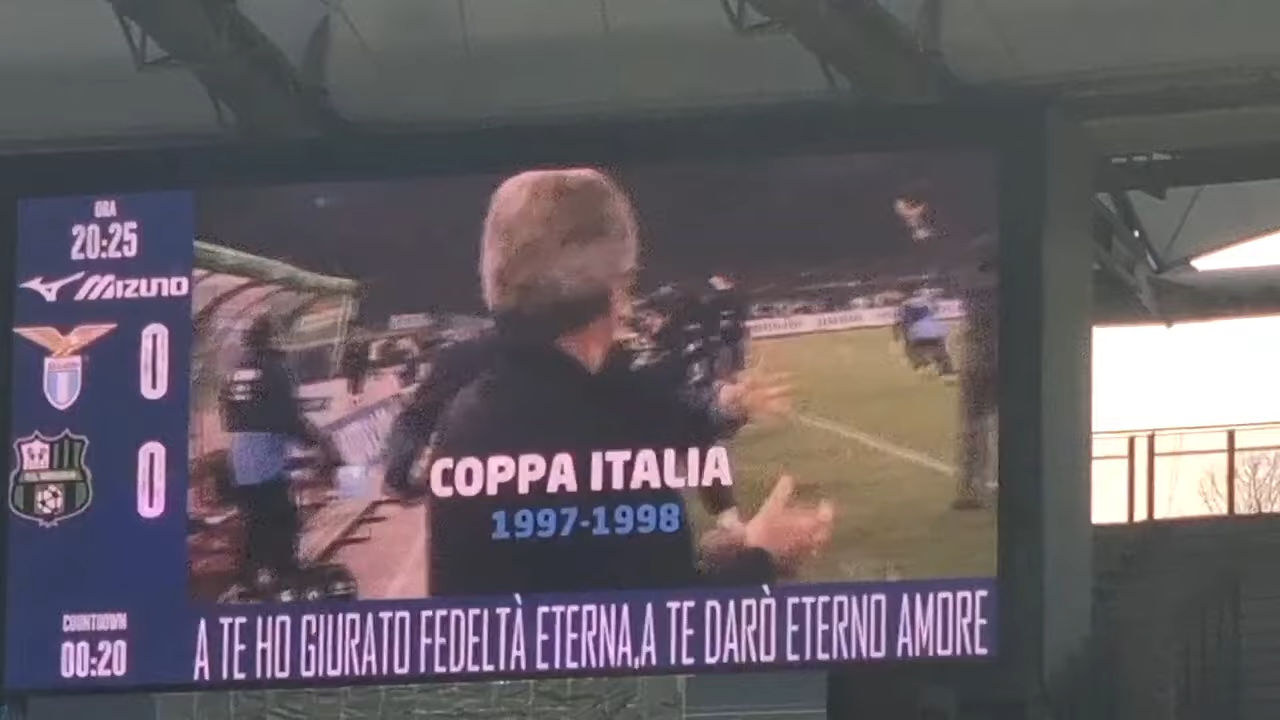 ORA
20:25
MIZUNO
0
0
COUNTDOWN
00:20
COPPA ITALIA
1997-1998
A TE HO GIURATO FEDELTÀ ETERNA,A TE DARÒ ETERNO AMORE